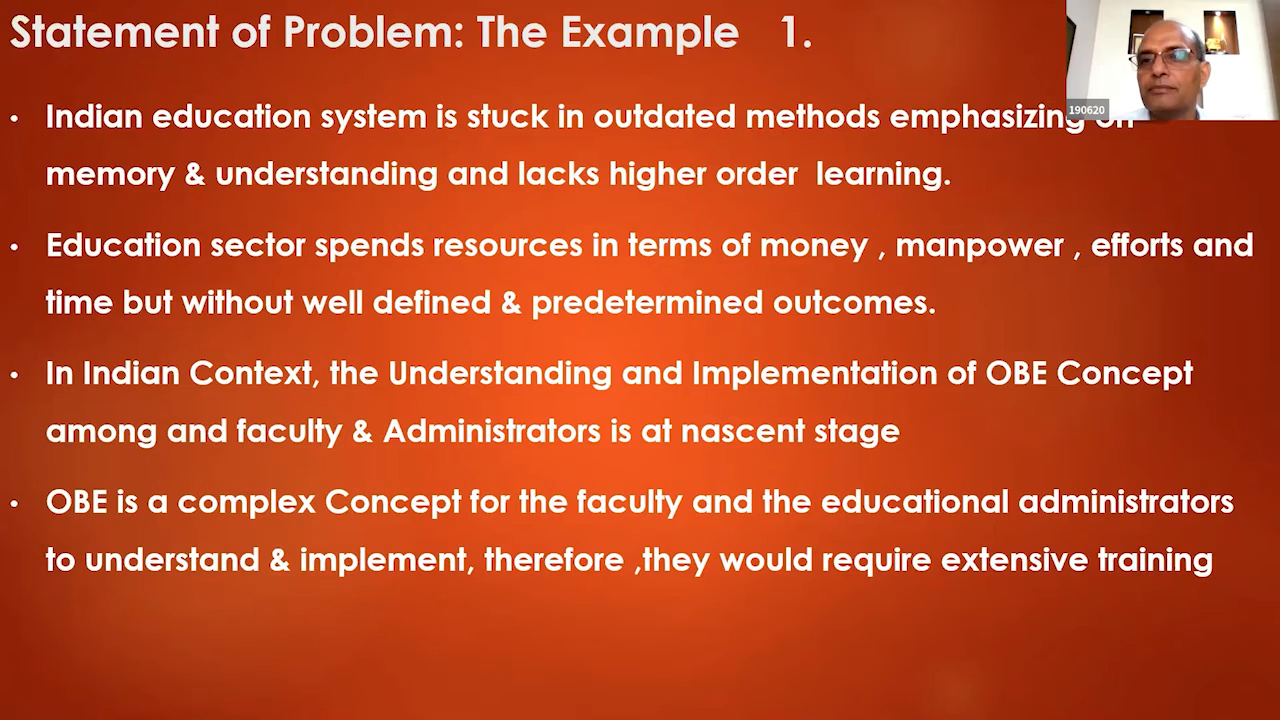 Statement of Problem: The Example 1.
190620
• Indian education system is stuck in outdated methods emphasizing on
memory & understanding and lacks higher order learning.
• Education sector spends resources in terms of money , manpower , efforts and
time but without well defined & predetermined outcomes.
• In Indian Context, the Understanding and Implementation of OBE Concept
among and faculty & Administrators is at nascent stage
• OBE is a complex Concept for the faculty and the educational administrators
to understand & implement, therefore ,they would require extensive training